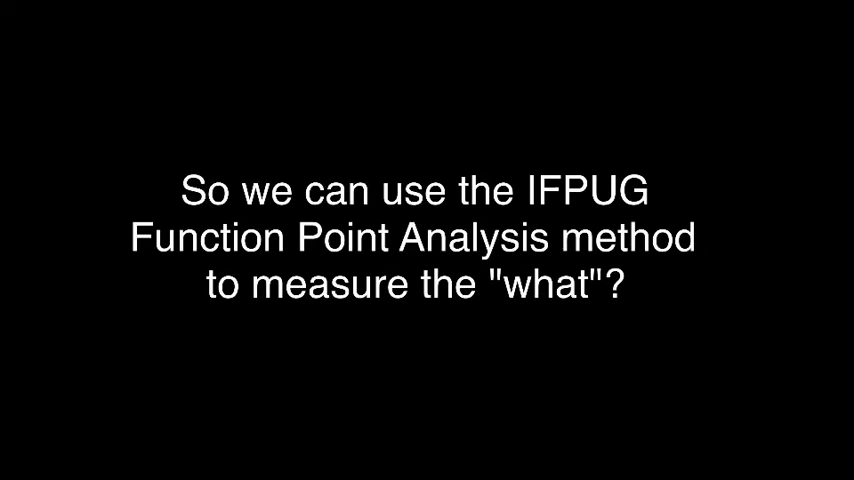 So we can use the IFPUG
Function Point Analysis method
to measure the "what"?